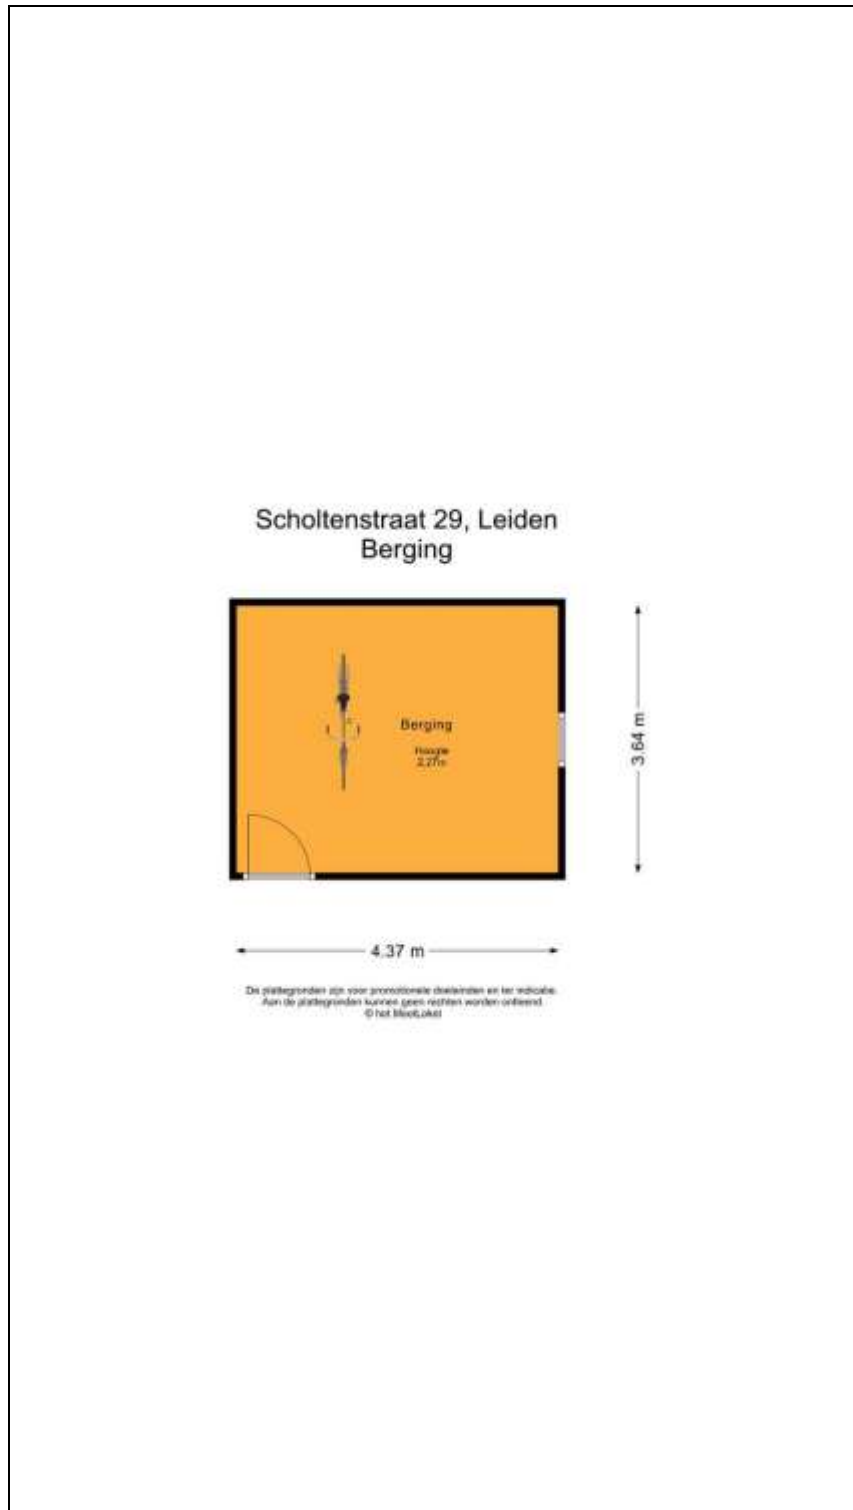 Scholtenstraat 29, Leiden
Berging
Berging
Hoogte
2.27m
3.64 m
4.37 m
De plattegronden zijn voor promotionele doeleinden en ter indicatie.
Aan de plattegronden kunnen geen rechten worden ontleend
© het MeetLoket